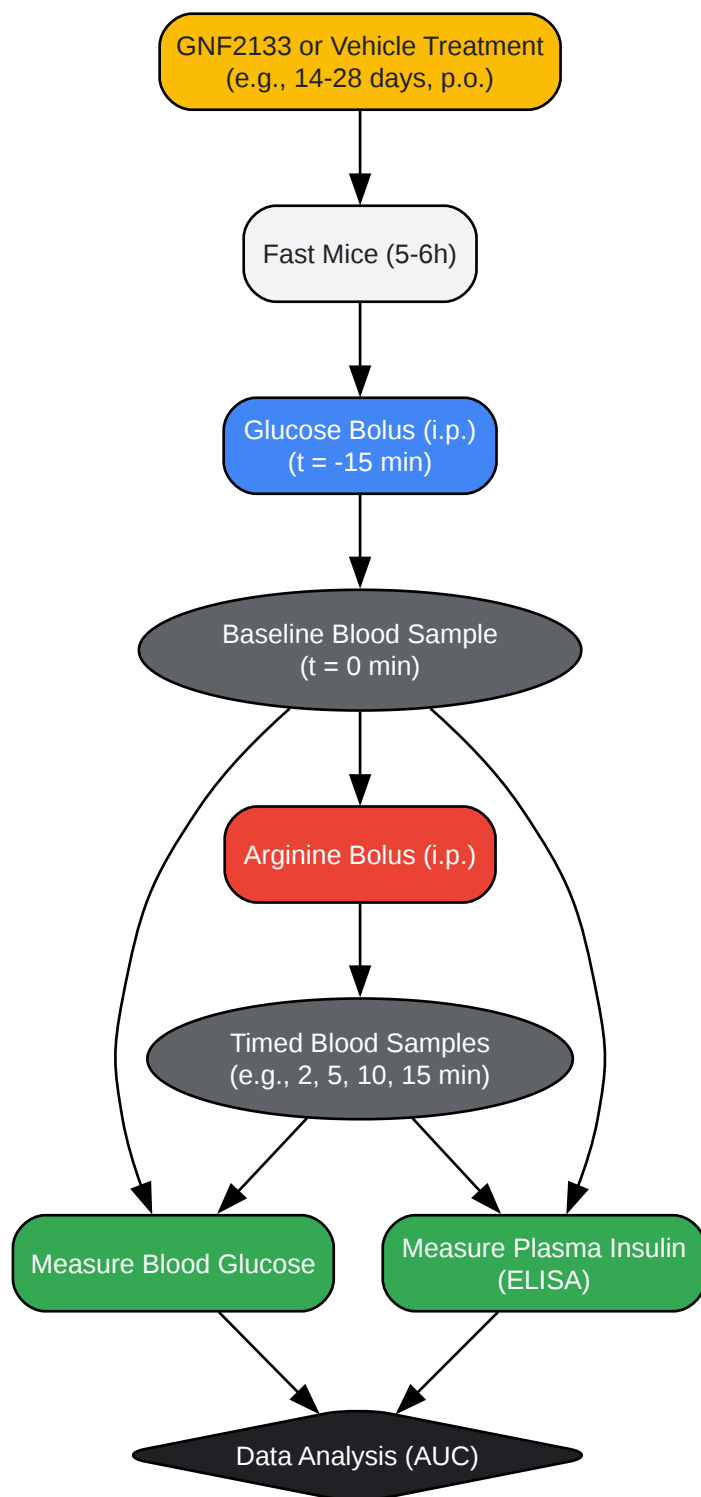 GNF2133 or Vehicle Treatment
(e.g., 14-28 days, p.o.)
Fast Mice (5-6h)
Glucose Bolus (i.p.)
(t = -15 min)
Baseline Blood Sample
(t = 0 min)
Arginine Bolus (i.p.)
Timed Blood Samples
(e.g., 2, 5, 10, 15 min)
Measure Blood Glucose
Measure Plasma Insulin
(ELISA)
Data Analysis (AUC)